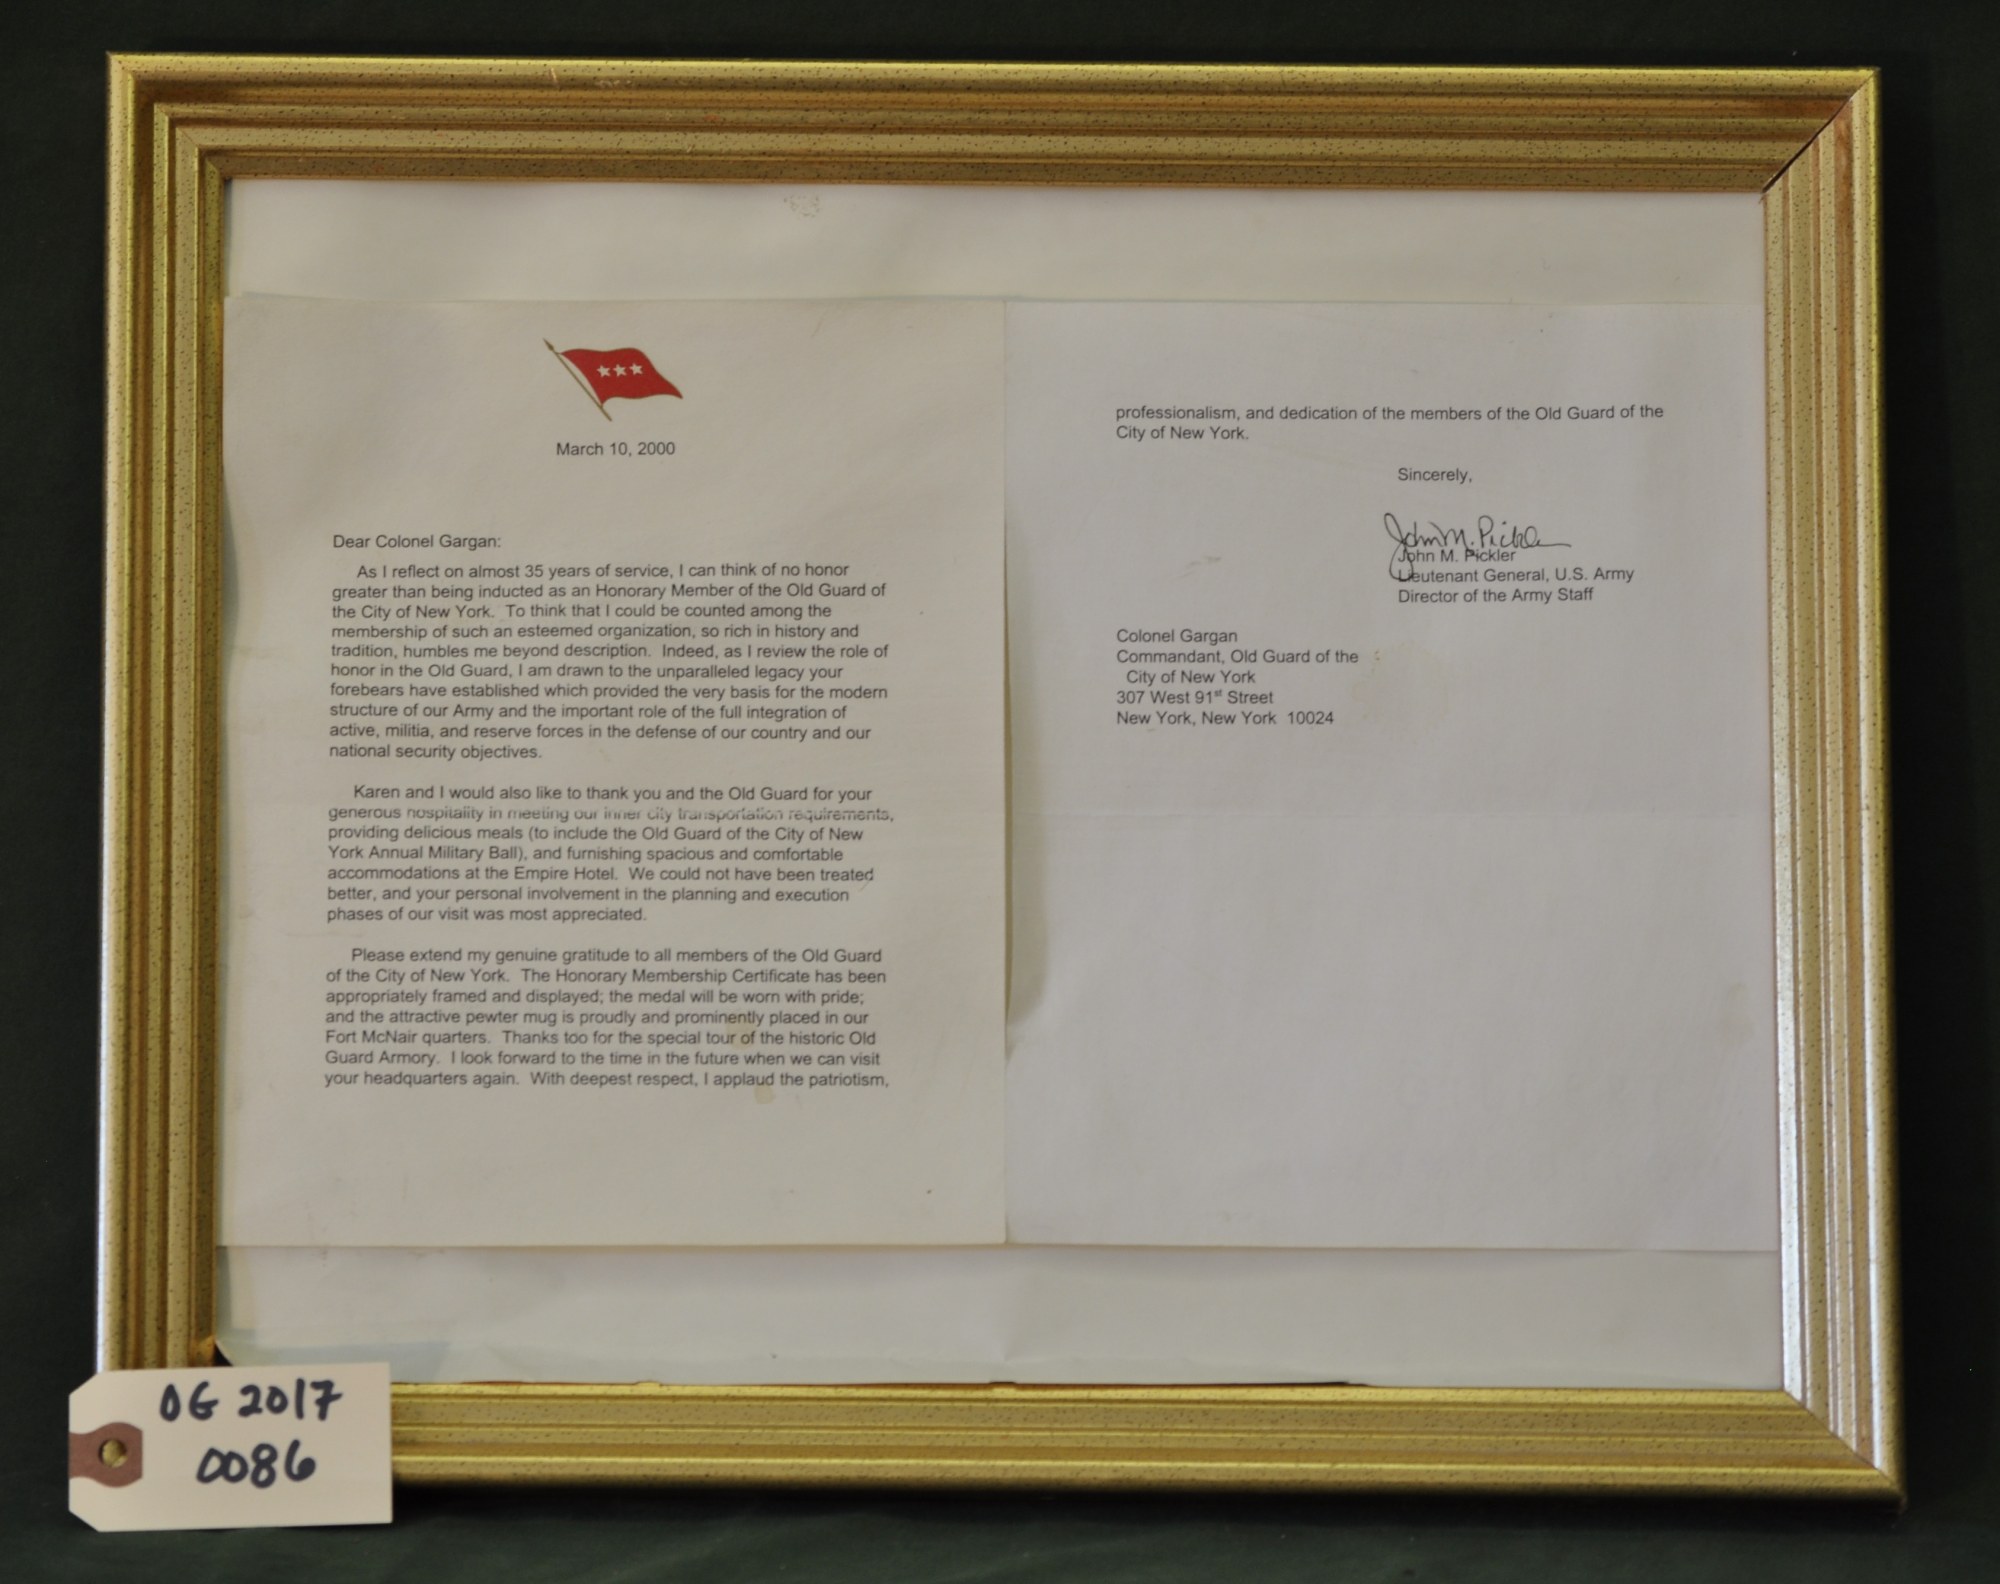 March 10, 2000
Dear Colonel Gargan:
As I reflect on almost 35 years of service, I can think of no honor
greater than being inducted as an Honorary Member of the Old Guard of
the City of New York. To think that I could be counted among the
membership of such an esteemed organization, so rich in history and
tradition, humbles me beyond description. Indeed, as I review the role of
honor in the Old Guard, I am drawn to the unparalleled legacy your
forebears have established which provided the very basis for the modern
structure of our Army and the important role of the full integration of
active, militia, and reserve forces in the defense of our country and our
national security objectives.
Karen and I would also like to thank you and the Old Guard for your
generous hospitality in meeting our inner city transportation requirements,
providing delicious meals (to include the Old Guard of the City of New
York Annual Military Ball), and furnishing spacious and comfortable
accommodations at the Empire Hotel. We could not have been treated
better, and your personal involvement in the planning and execution
phases of our visit was most appreciated.
Please extend my genuine gratitude to all members of the Old Guard
of the City of New York. The Honorary Membership Certificate has been
appropriately framed and displayed; the medal will be worn with pride;
and the attractive pewter mug is proudly and prominently placed in our
Fort McNair quarters. Thanks too for the special tour of the historic Old
Guard Armory. I look forward to the time in the future when we can visit
your headquarters again. With deepest respect, I applaud the patriotism,
professionalism, and dedication of the members of the Old Guard of the
City of New York.
Sincerely,
John M. Pickler
John M. Pickler
Lieutenant General, U.S. Army
Director of the Army Staff
Colonel Gargan
Commandant, Old Guard of the
City of New York
307 West 91st Street
New York, New York 10024
OG 2017
0086